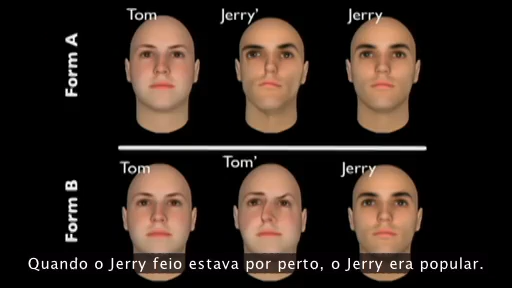 Form A
Tom
Jerry'
Jerry
Form B
Tom
Tom'
Jerry
Quando o Jerry feio estava por perto, o Jerry era popular.